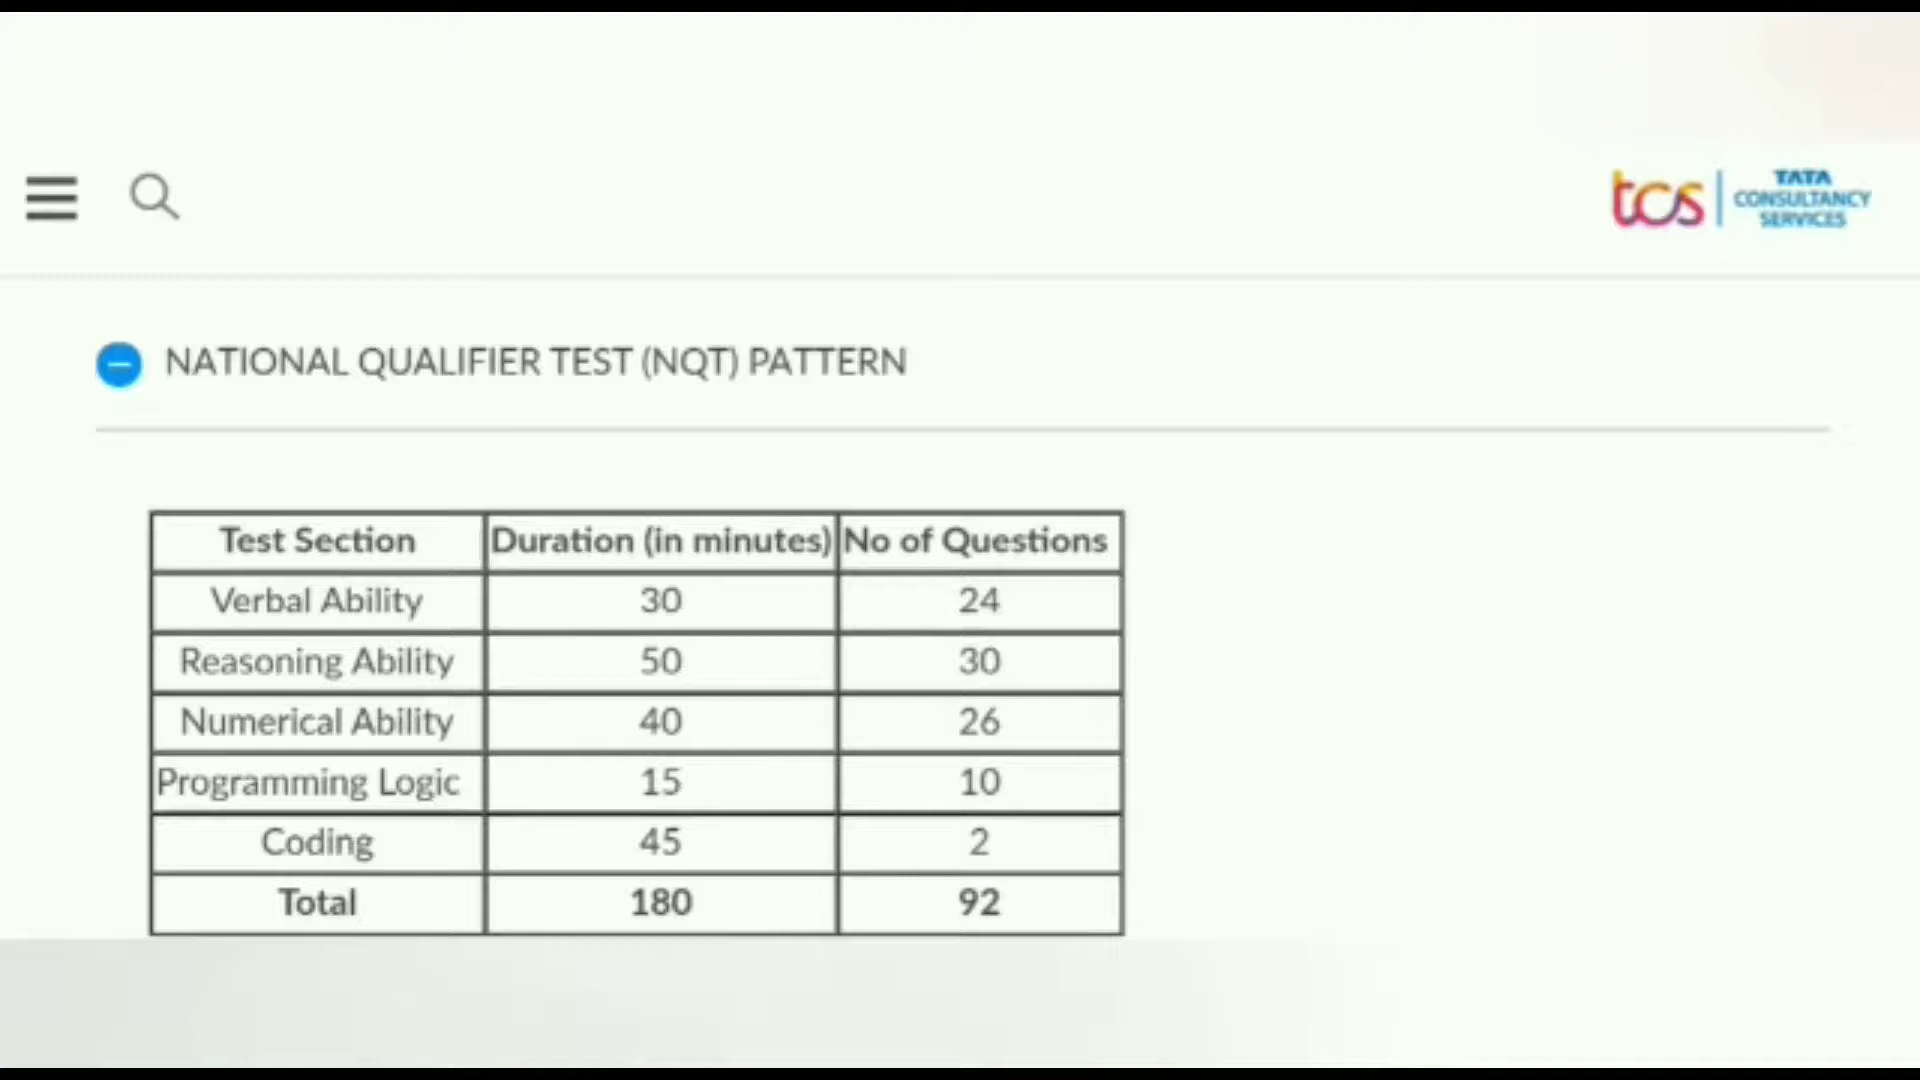 tcs | TATA
CONSULTANCY
SERVICES
NATIONAL QUALIFIER TEST (NQT) PATTERN
Test Section Duration (in minutes) No of Questions
Verbal Ability 30 24
Reasoning Ability 50 30
Numerical Ability 40 26
Programming Logic 15 10
Coding 45 2
Total 180 92